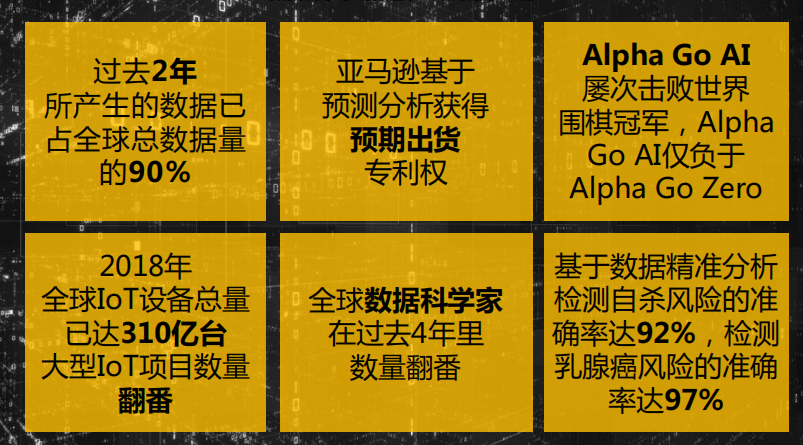 过去2年
所产生的数据已
占全球总数据量
的90%
亚马逊基于
预测分析获得
预期出货
专利权
Alpha Go AI
屡次击败世界
围棋冠军，Alpha
Go AI仅负于
Alpha Go Zero
2018年
全球IoT设备总量
已达310亿台
大型IoT项目数量
翻番
全球数据科学家
在过去4年里
数量翻番
基于数据精准分析
检测自杀风险的准
确率达92%，检测
乳腺癌风险的准确
率达97%